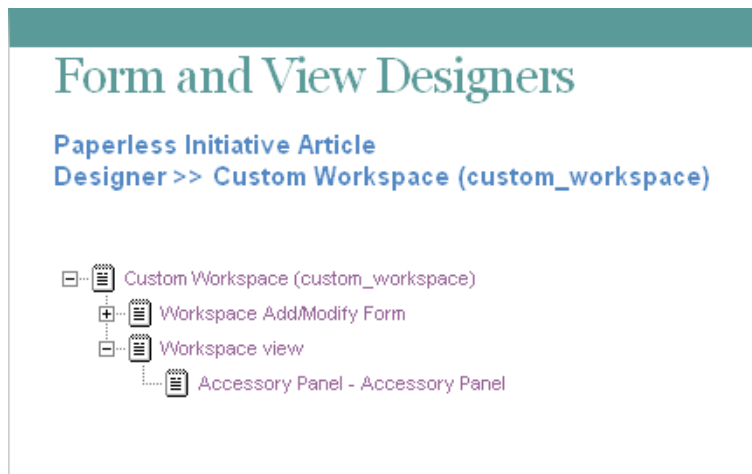 Form and View Designers
Paperless Initiative Article
Designer >> Custom Workspace (custom_workspace)
Custom Workspace (custom_workspace)
Workspace Add/Modify Form
Workspace view
Accessory Panel - Accessory Panel